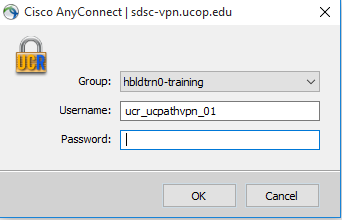 Cisco AnyConnect | sdsc-vpn.ucop.edu
UCR
Group: hbldtrn0-training
Username: ucr_ucpathvpn_01
Password:
OK Cancel